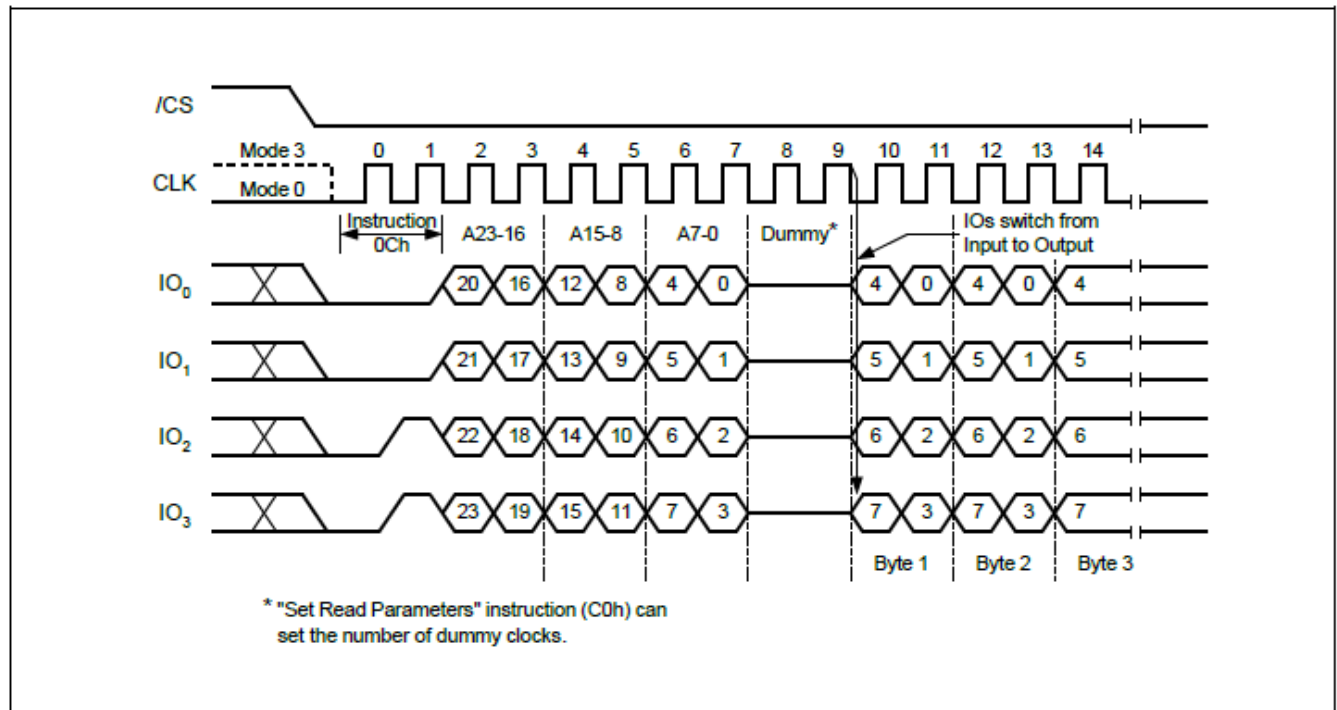 /CS
Mode 3 0 1 2 3 4 5 6 7 8 9 10 11 12 13 14
CLK Mode 0
Instruction 0Ch A23-16 A15-8 A7-0 Dummy* IOs switch from
Input to Output
IO0 20 16 12 8 4 0 4 0 4 0 4
IO1 21 17 13 9 5 1 5 1 5 1 5
IO2 22 18 14 10 6 2 6 2 6 2 6
IO3 23 19 15 11 7 3 7 3 7 3 7
Byte 1 Byte 2 Byte 3
* "Set Read Parameters" instruction (C0h) can
set the number of dummy clocks.